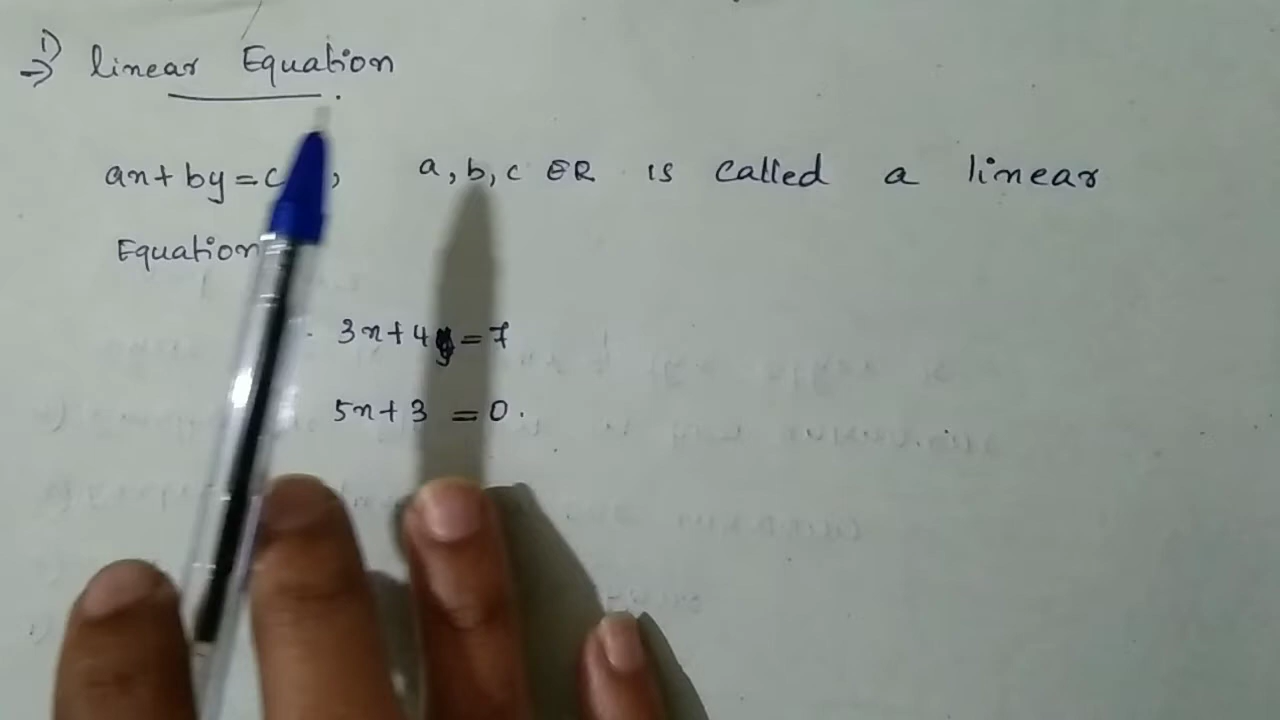 1)
⇒ linear Equation
ax + by = c, a, b, c ∈ R is called a linear
Equation
3x + 4y = 7
5x + 3 = 0.